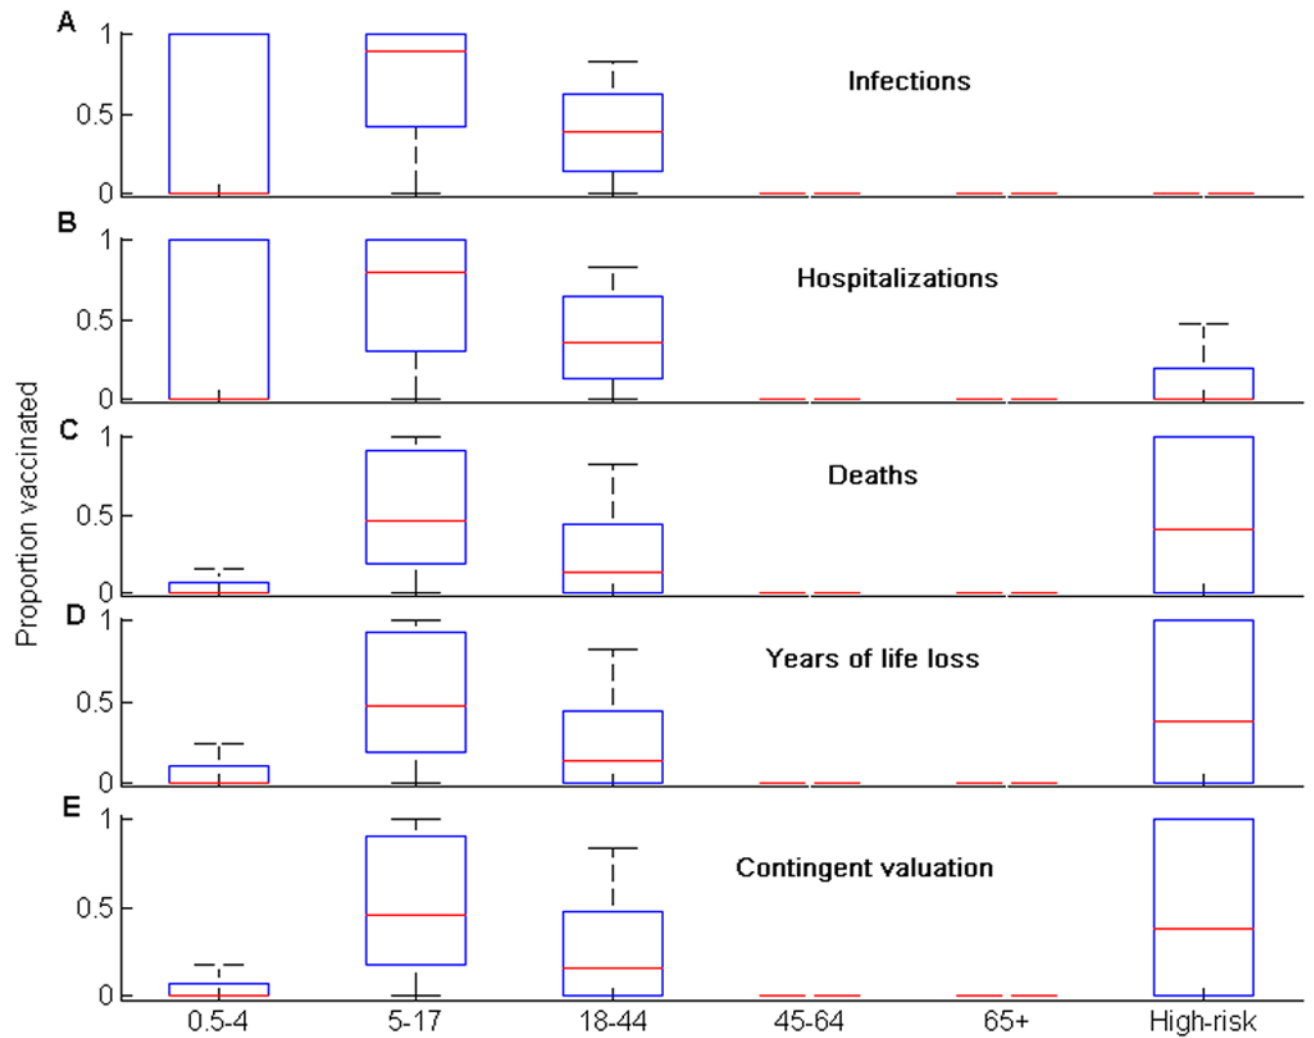 A
1
0.5
0
Infections
B
1
0.5
0
Hospitalizations
C
1
0.5
0
Deaths
D
1
0.5
0
Years of life loss
E
1
0.5
0
Contingent valuation
Proportion vaccinated
0.5-4 5-17 18-44 45-64 65+ High-risk